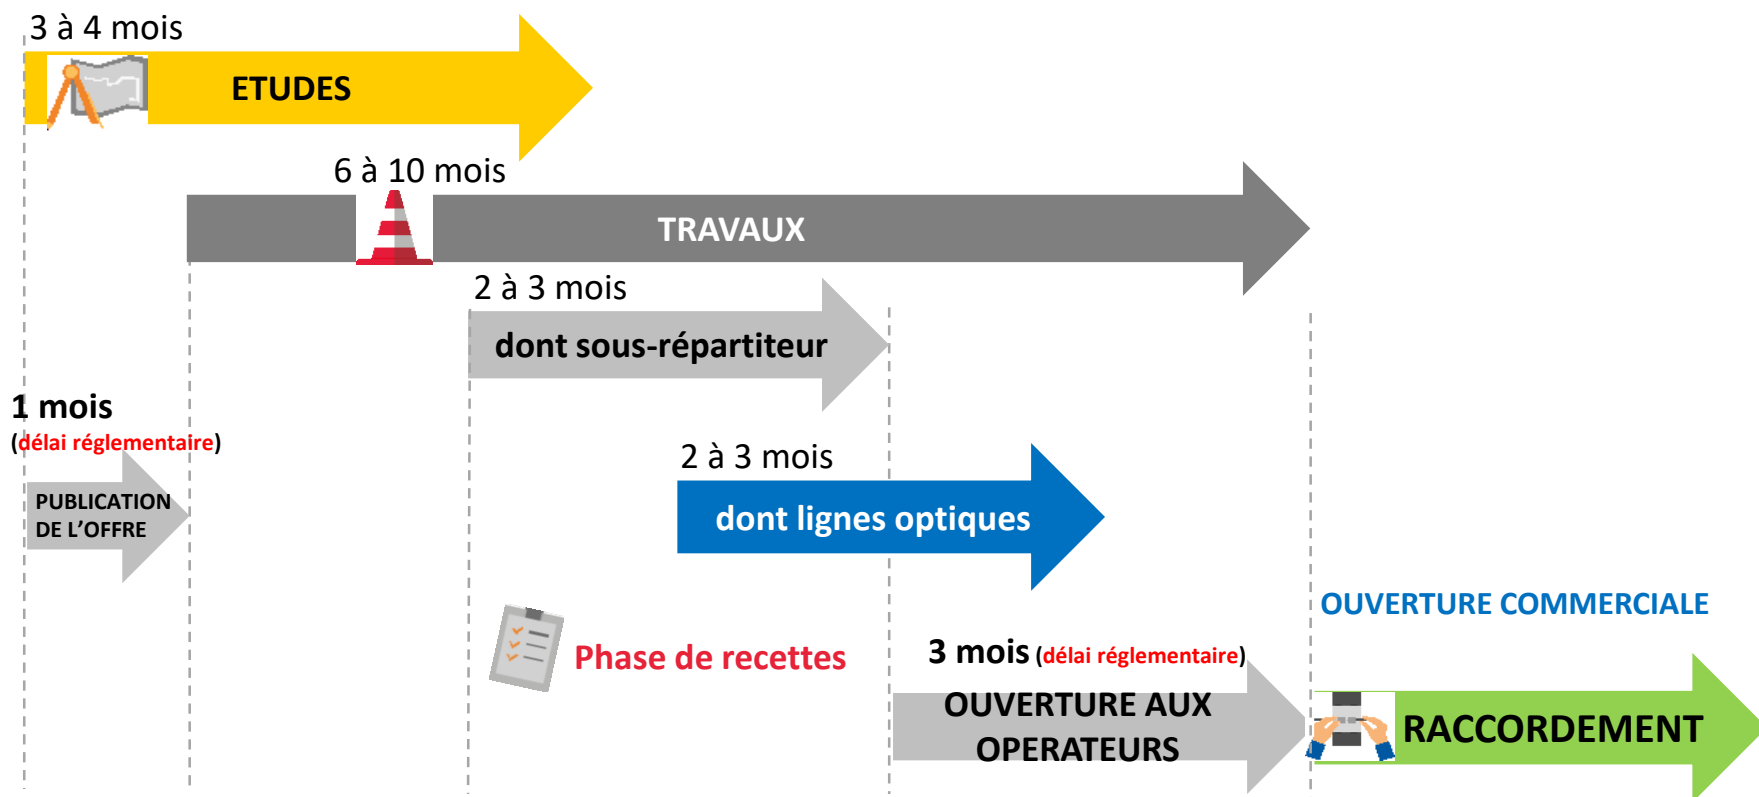 3 à 4 mois
ETUDES
6 à 10 mois
TRAVAUX
2 à 3 mois
dont sous-répartiteur
1 mois
(délai réglementaire)
PUBLICATION
DE L’OFFRE
2 à 3 mois
dont lignes optiques
Phase de recettes
3 mois (délai réglementaire)
OUVERTURE AUX
OPERATEURS
OUVERTURE COMMERCIALE
RACCORDEMENT